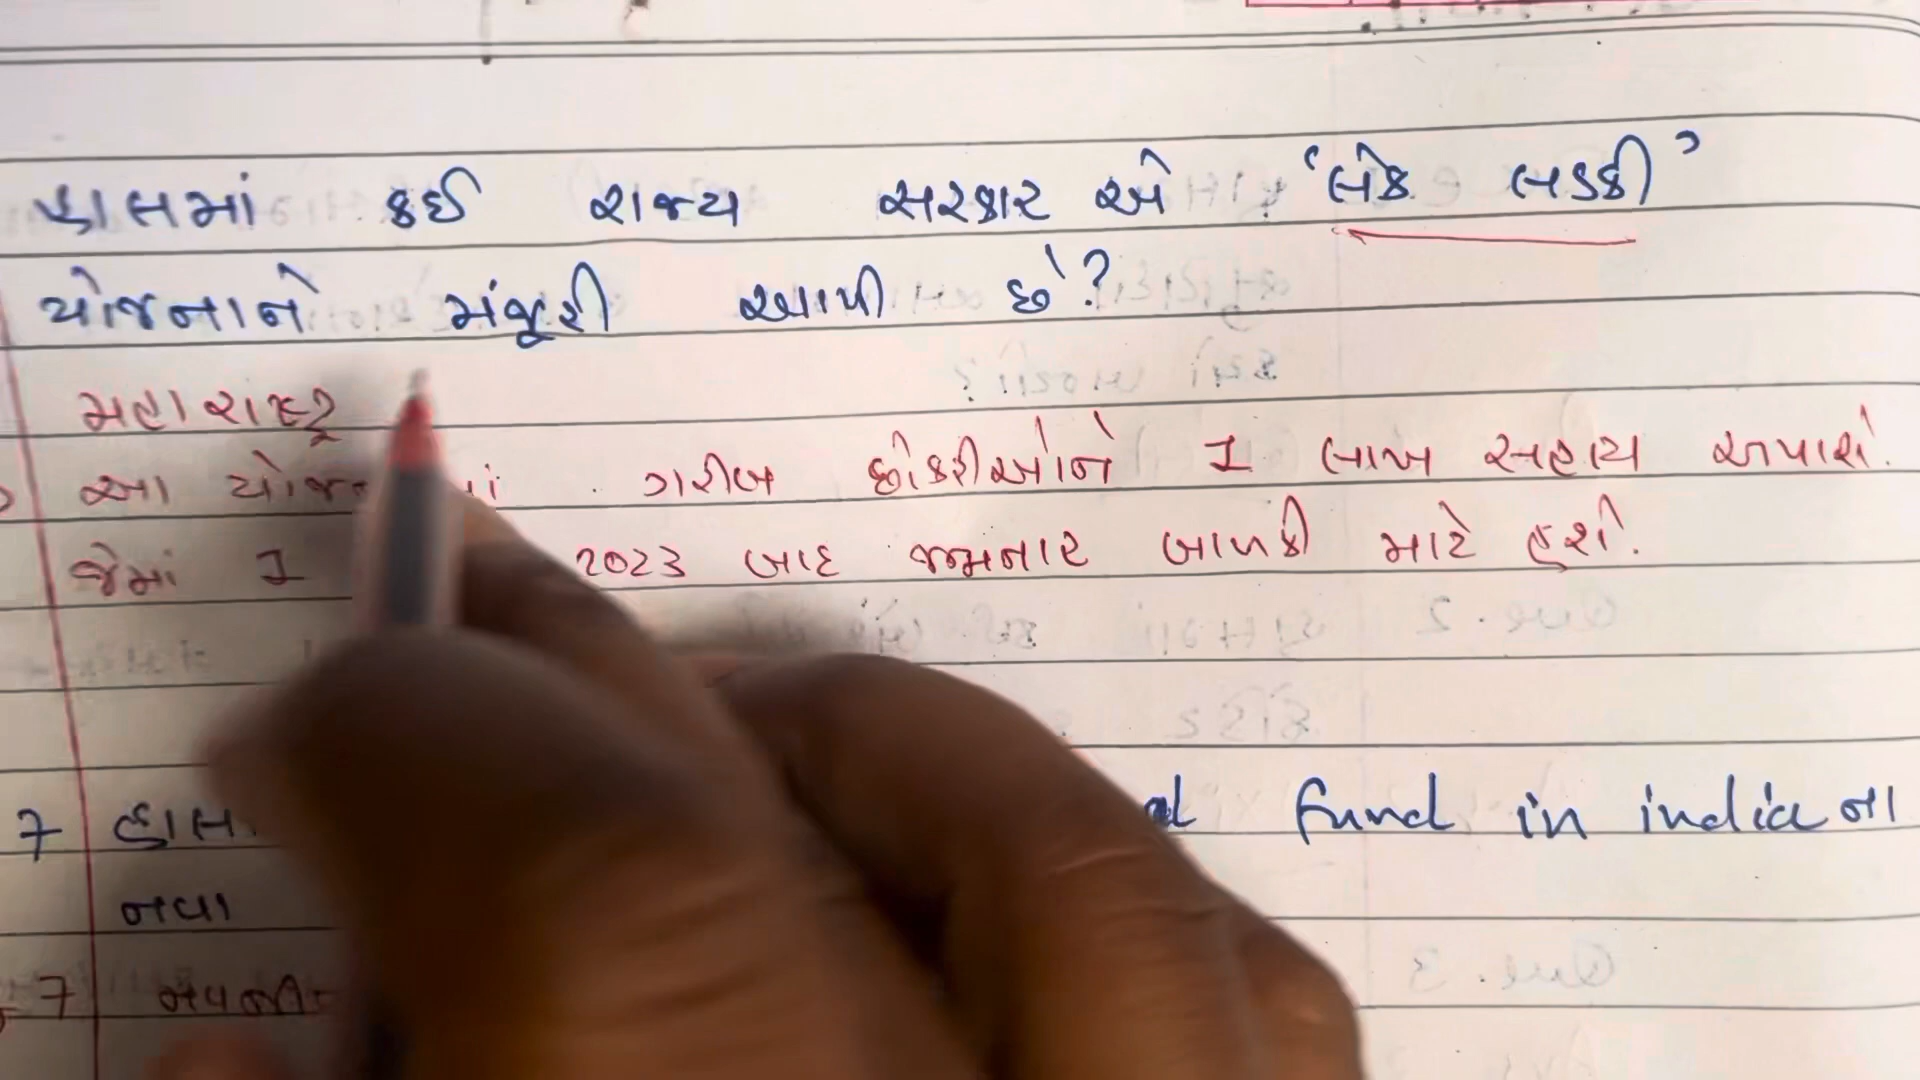 હાલમાં કઈ રાજ્ય સરકાર એ 'લેક લડકી'
યોજનાને મંજૂરી આપી છે?
મહારાષ્ટ્ર
આ ગરીબ છોકરીઓને 1 લાખ સહાય અપાશે.
જેમાં 1 2023 બાદ જન્મનાર બાળકી માટે હશે.
7 fund in india ના
નવા
7